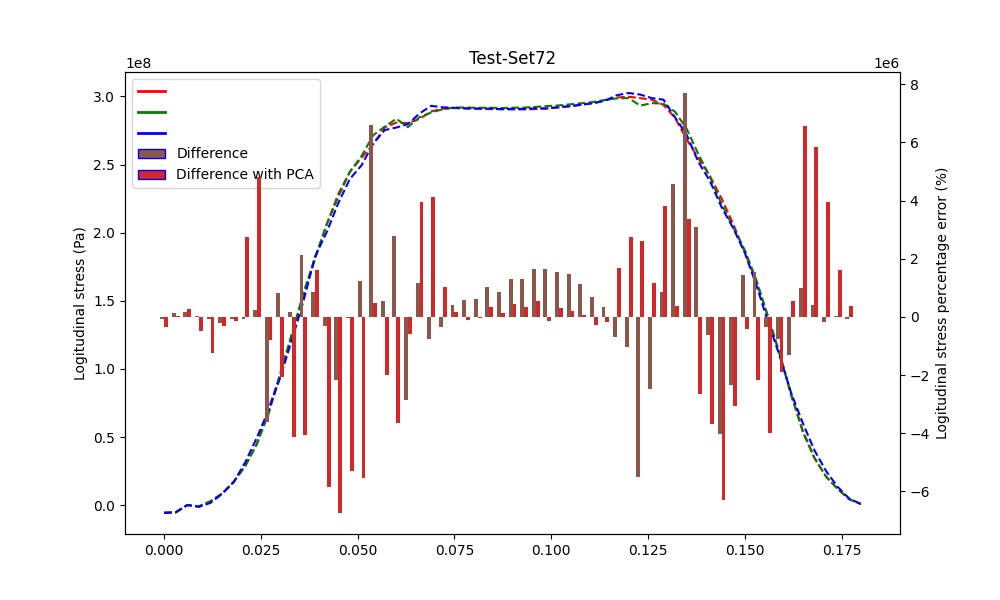 Test-Set72
1e8
1e6
Difference
Difference with PCA
Logitudinal stress (Pa)
Logitudinal stress percentage error (%)
3.0
2.5
2.0
1.5
1.0
0.5
0.0
8
6
4
2
0
−2
−4
−6
0.000 0.025 0.050 0.075 0.100 0.125 0.150 0.175